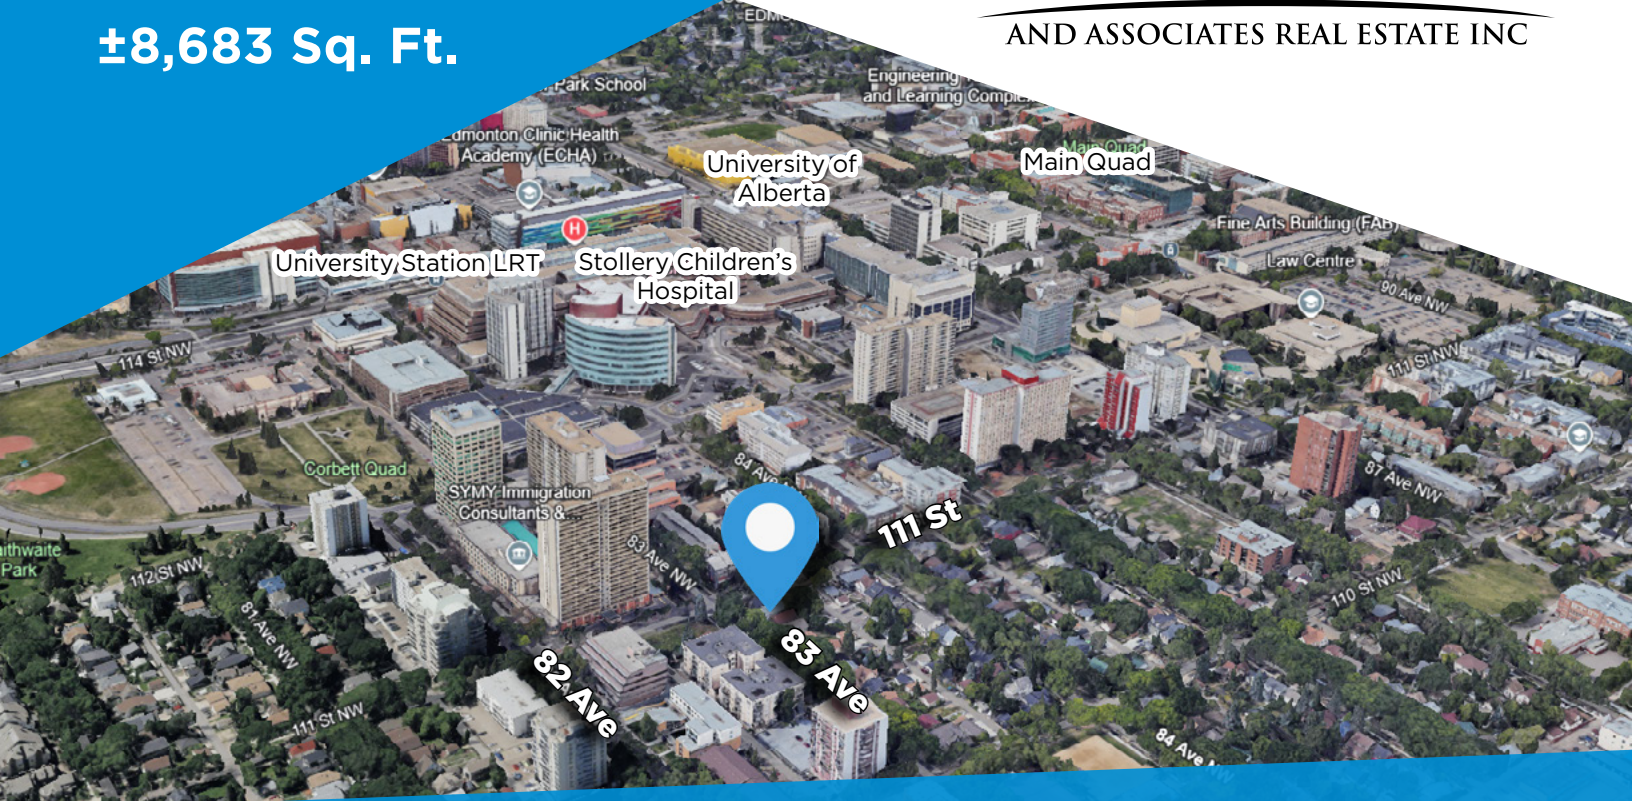 ±8,683 Sq. Ft.
AND ASSOCIATES REAL ESTATE INC
Park School
Engineering
and Learning Complex
Edmonton Clinic Health
Academy (ECHA)
University of
Alberta
Main Quad
Main Quad
Fine Arts Building (FAB)
Law Centre
University Station LRT
Stollery Children's
Hospital
90 Ave NW
114 St NW
111 St NW
Corbett Quad
84 Ave
87 Ave NW
SYMY Immigration
Consultants &...
111 St
83 Ave NW
Park
112 St NW
110 St NW
81 Ave NW
82 Ave
83 Ave
111 St NW
84 Ave NW